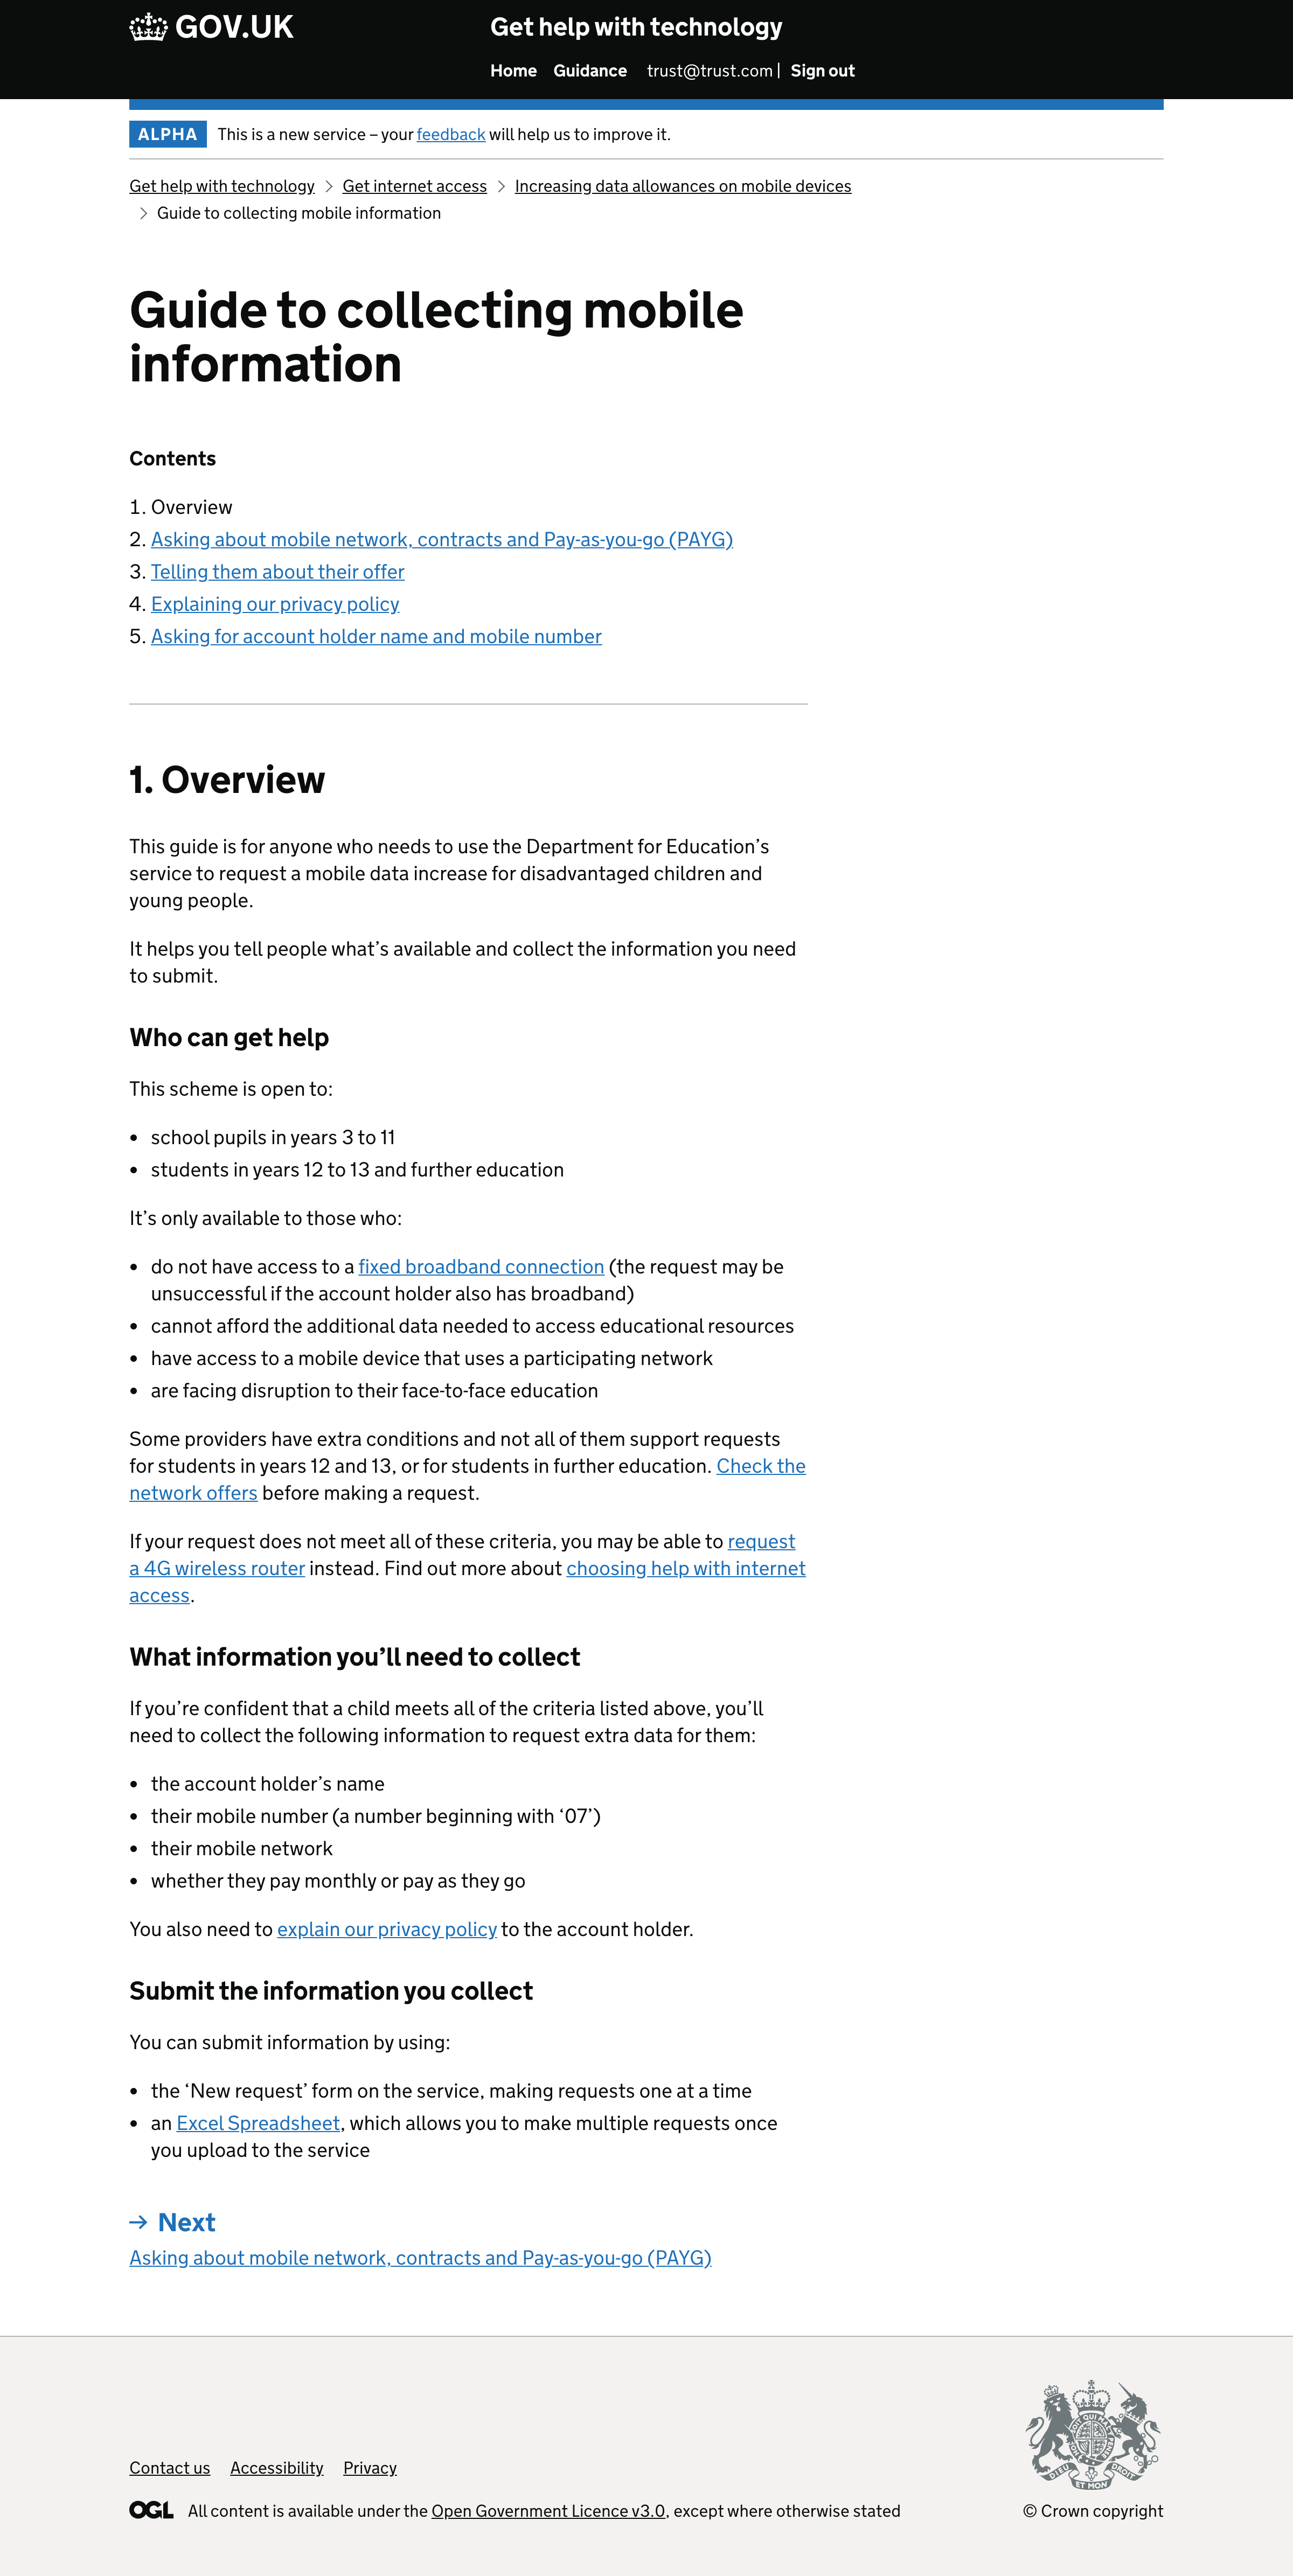 GOV.UK
Get help with technology
Home Guidance trust@trust.com | Sign out
ALPHA This is a new service – your feedback will help us to improve it.
Get help with technology > Get internet access > Increasing data allowances on mobile devices
> Guide to collecting mobile information
Guide to collecting mobile
information
Contents
1. Overview
2. Asking about mobile network, contracts and Pay-as-you-go (PAYG)
3. Telling them about their offer
4. Explaining our privacy policy
5. Asking for account holder name and mobile number
1. Overview
This guide is for anyone who needs to use the Department for Education’s
service to request a mobile data increase for disadvantaged children and
young people.
It helps you tell people what’s available and collect the information you need
to submit.
Who can get help
This scheme is open to:
• school pupils in years 3 to 11
• students in years 12 to 13 and further education
It’s only available to those who:
• do not have access to a fixed broadband connection (the request may be
unsuccessful if the account holder also has broadband)
• cannot afford the additional data needed to access educational resources
• have access to a mobile device that uses a participating network
• are facing disruption to their face-to-face education
Some providers have extra conditions and not all of them support requests
for students in years 12 and 13, or for students in further education. Check the
network offers before making a request.
If your request does not meet all of these criteria, you may be able to request
a 4G wireless router instead. Find out more about choosing help with internet
access.
What information you’ll need to collect
If you’re confident that a child meets all of the criteria listed above, you’ll
need to collect the following information to request extra data for them:
• the account holder’s name
• their mobile number (a number beginning with ‘07’)
• their mobile network
• whether they pay monthly or pay as they go
You also need to explain our privacy policy to the account holder.
Submit the information you collect
You can submit information by using:
• the ‘New request’ form on the service, making requests one at a time
• an Excel Spreadsheet, which allows you to make multiple requests once
you upload to the service
→ Next
Asking about mobile network, contracts and Pay-as-you-go (PAYG)
DIEU ET MON DROIT
Contact us Accessibility Privacy
OGL All content is available under the Open Government Licence v3.0, except where otherwise stated
© Crown copyright